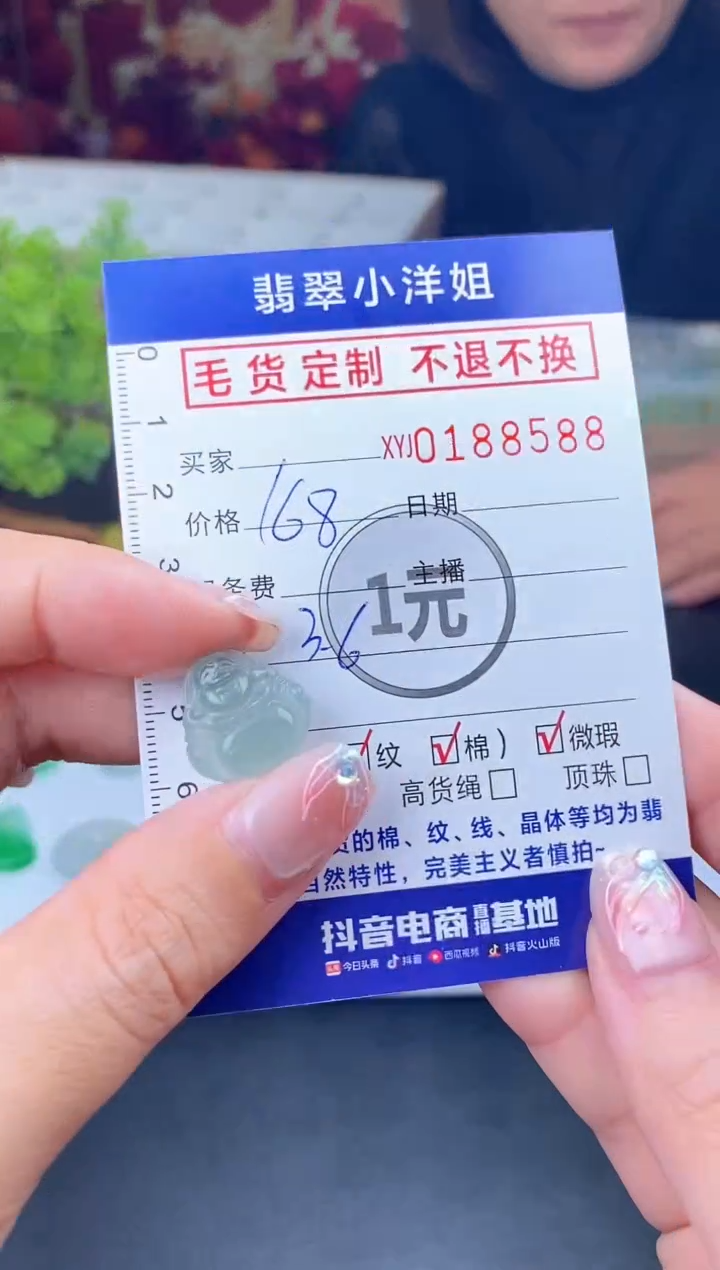 翡翠小洋姐
毛货定制 不退不换
买家 XYJ0188588
价格 168 日期
务费 主播
1元
36
纹 棉） 微瑕
高货绳 顶珠
的棉、纹、线、晶体等均为翡
自然特性，完美主义者慎拍~
抖音电商直播基地
今日头条 抖音 西瓜视频 抖音火山版
0
1
2
3
5
6